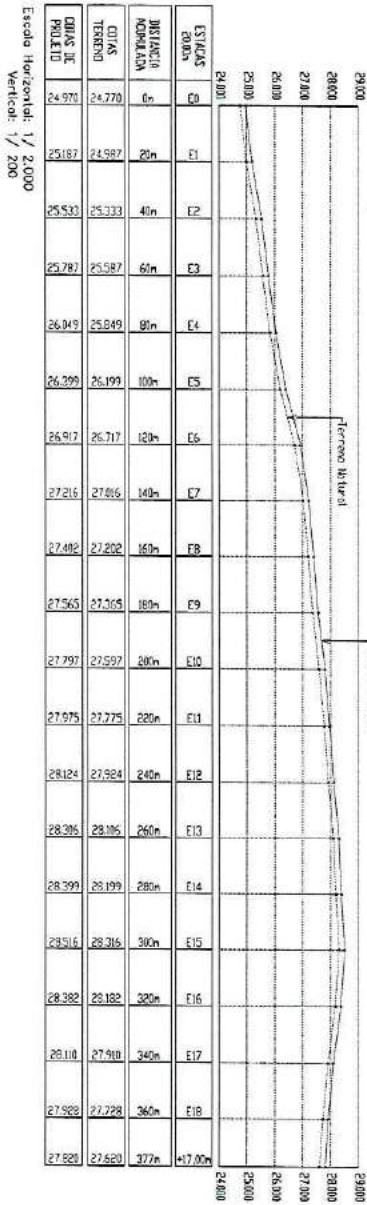 29.000
28.000
27.000
26.000
25.000
24.000
Terreno Natural
29.000
28.000
27.000
26.000
25.000
24.000
ESTACAS 20,00m E0 E1 E2 E3 E4 E5 E6 E7 E8 E9 E10 E11 E12 E13 E14 E15 E16 E17 E18 +17,00m
DISTANCIA ACUMULADA 0m 20m 40m 60m 80m 100m 120m 140m 160m 180m 200m 220m 240m 260m 280m 300m 320m 340m 360m 377m
COTAS TERRENO 24.770 24.987 25.333 25.587 25.849 26.199 26.717 27.016 27.202 27.365 27.597 27.775 27.924 28.106 28.199 28.316 28.182 27.910 27.728 27.620
COTAS DE PROJETO 24.970 25.187 25.533 25.787 26.049 26.399 26.917 27.216 27.402 27.565 27.797 27.975 28.124 28.306 28.399 28.516 28.382 28.110 27.928 27.820
Escala Horizontal: 1/ 2.000
Vertical: 1/ 200